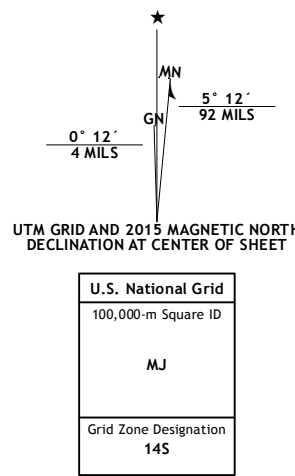 ★
MN
5° 12´
92 MILS
GN
0° 12´
4 MILS
UTM GRID AND 2015 MAGNETIC NORTH
DECLINATION AT CENTER OF SHEET
U.S. National Grid
100,000-m Square ID
MJ
Grid Zone Designation
14S